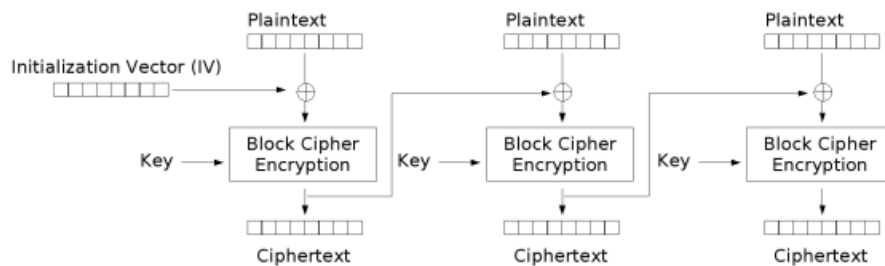 Plaintext
Plaintext
Plaintext
Initialization Vector (IV)
Block Cipher
Encryption
Block Cipher
Encryption
Block Cipher
Encryption
Key
Key
Key
Ciphertext
Ciphertext
Ciphertext